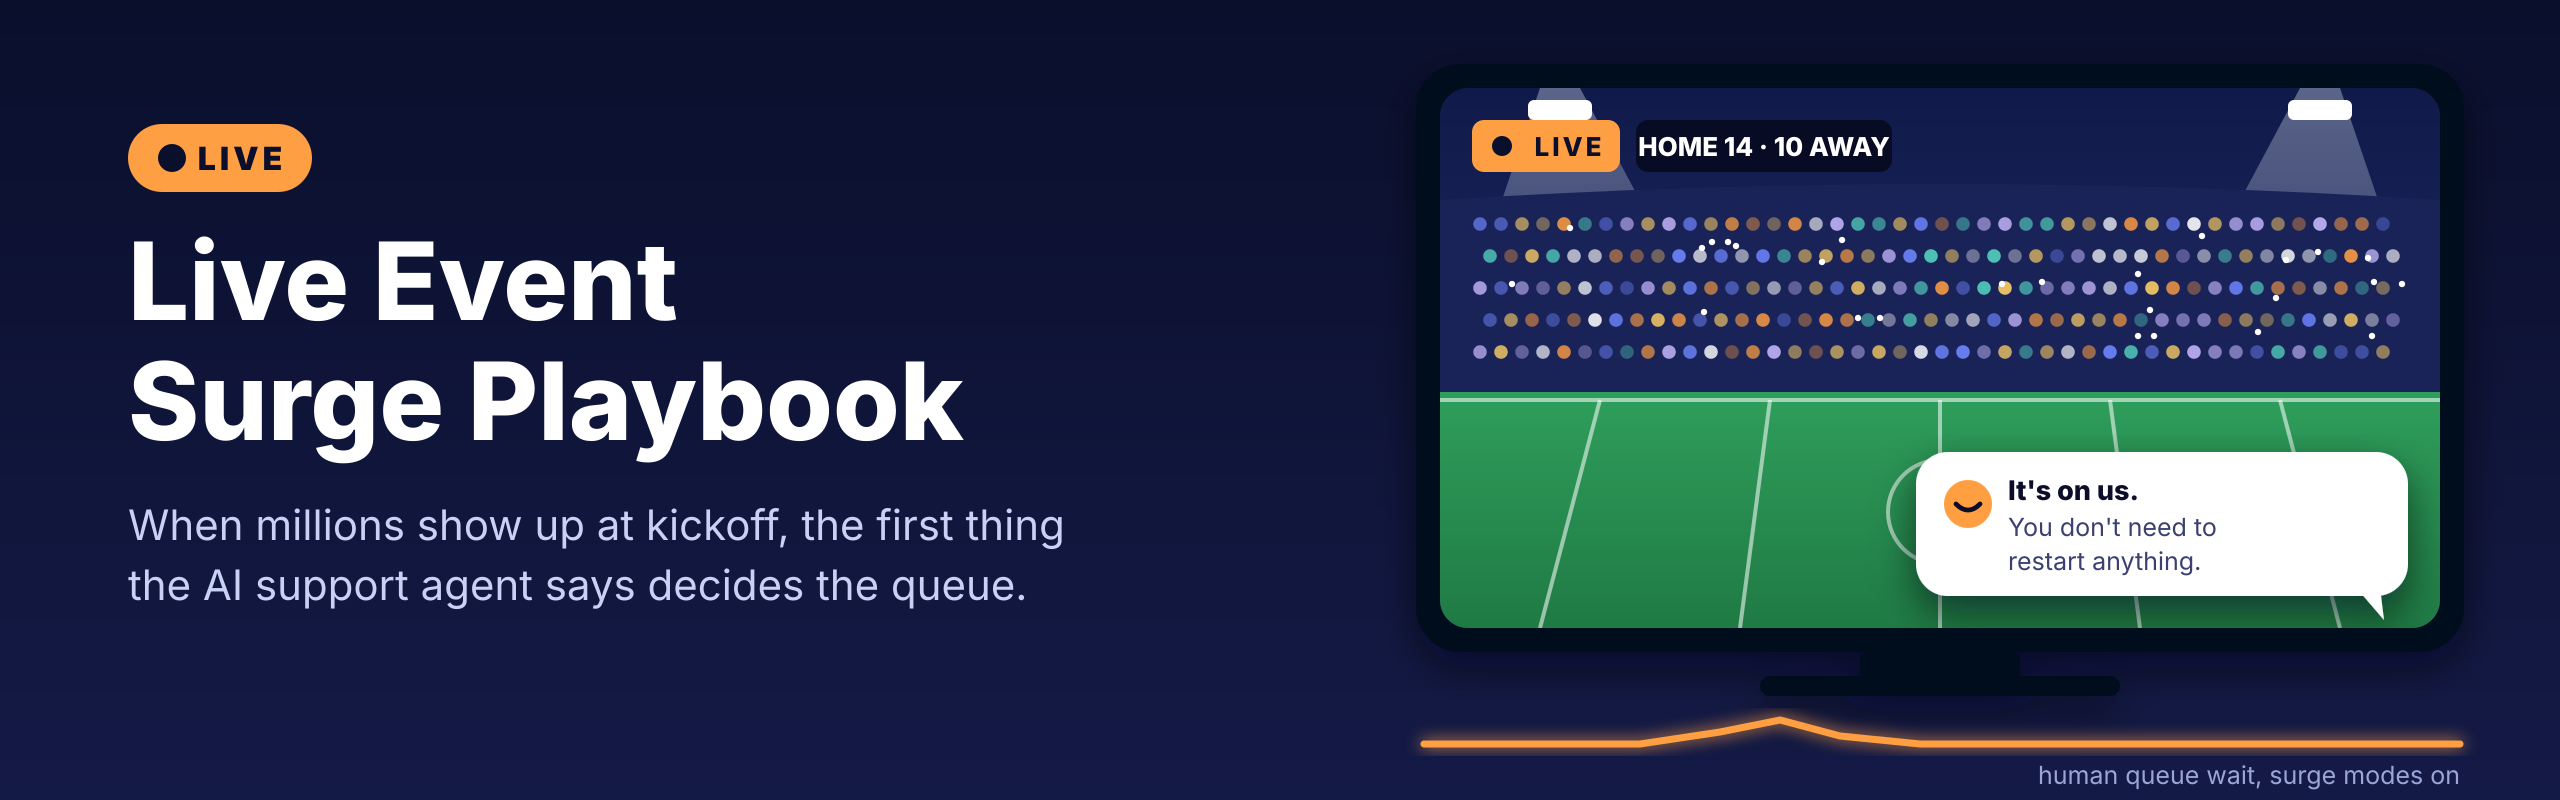 LIVE
Live Event
Surge Playbook
When millions show up at kickoff, the first thing
the AI support agent says decides the queue.
LIVE
HOME 14 · 10 AWAY
It's on us.
You don't need to
restart anything.
human queue wait, surge modes on